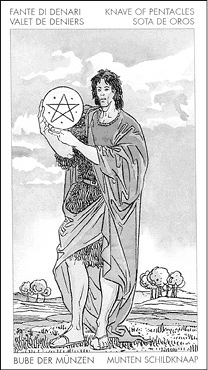 FANTE DI DENARI KNAVE OF PENTACLES
VALET DE DENIERS SOTA DE OROS
BUBE DER MÜNZEN MUNTEN SCHILDKNAAP